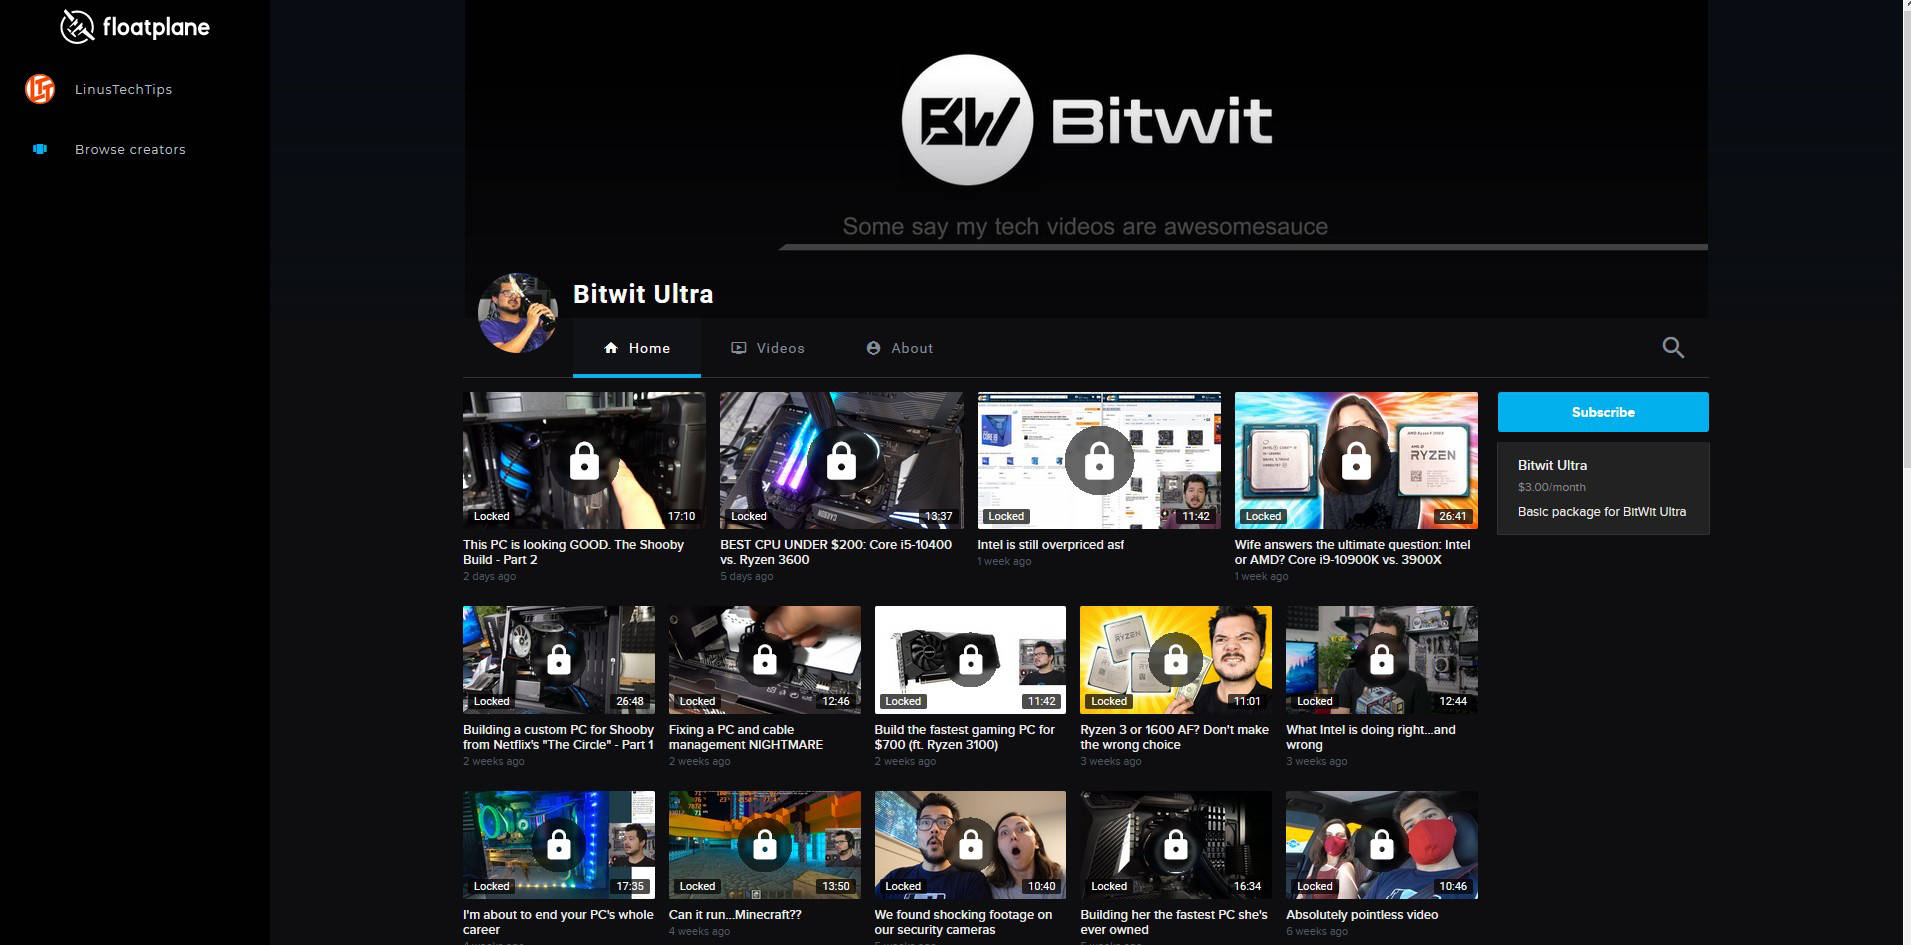 floatplane
LinusTechTips
Browse creators
BW Bitwit
Some say my tech videos are awesomesauce
Bitwit Ultra
Home
Videos
About
Locked
17:10
This PC is looking GOOD. The Shooby
Build - Part 2
2 days ago
Locked
13:37
BEST CPU UNDER $200: Core i5-10400
vs. Ryzen 3600
5 days ago
Locked
11:42
Intel is still overpriced asf
1 week ago
RYZEN
Locked
26:41
Wife answers the ultimate question: Intel
or AMD? Core i9-10900K vs. 3900X
1 week ago
Subscribe
Bitwit Ultra
$3.00/month
Basic package for BitWit Ultra
Locked
26:48
Building a custom PC for Shooby
from Netflix's "The Circle" - Part 1
2 weeks ago
Locked
12:46
Fixing a PC and cable
management NIGHTMARE
2 weeks ago
Locked
11:42
Build the fastest gaming PC for
$700 (ft. Ryzen 3100)
2 weeks ago
RYZEN
Locked
11:01
Ryzen 3 or 1600 AF? Don't make
the wrong choice
3 weeks ago
Locked
12:44
What Intel is doing right...and
wrong
3 weeks ago
Locked
17:35
I'm about to end your PC's whole
career
Locked
13:50
Can it run...Minecraft??
4 weeks ago
Locked
10:40
We found shocking footage on
our security cameras
Locked
16:34
Building her the fastest PC she's
ever owned
Locked
10:46
Absolutely pointless video
6 weeks ago